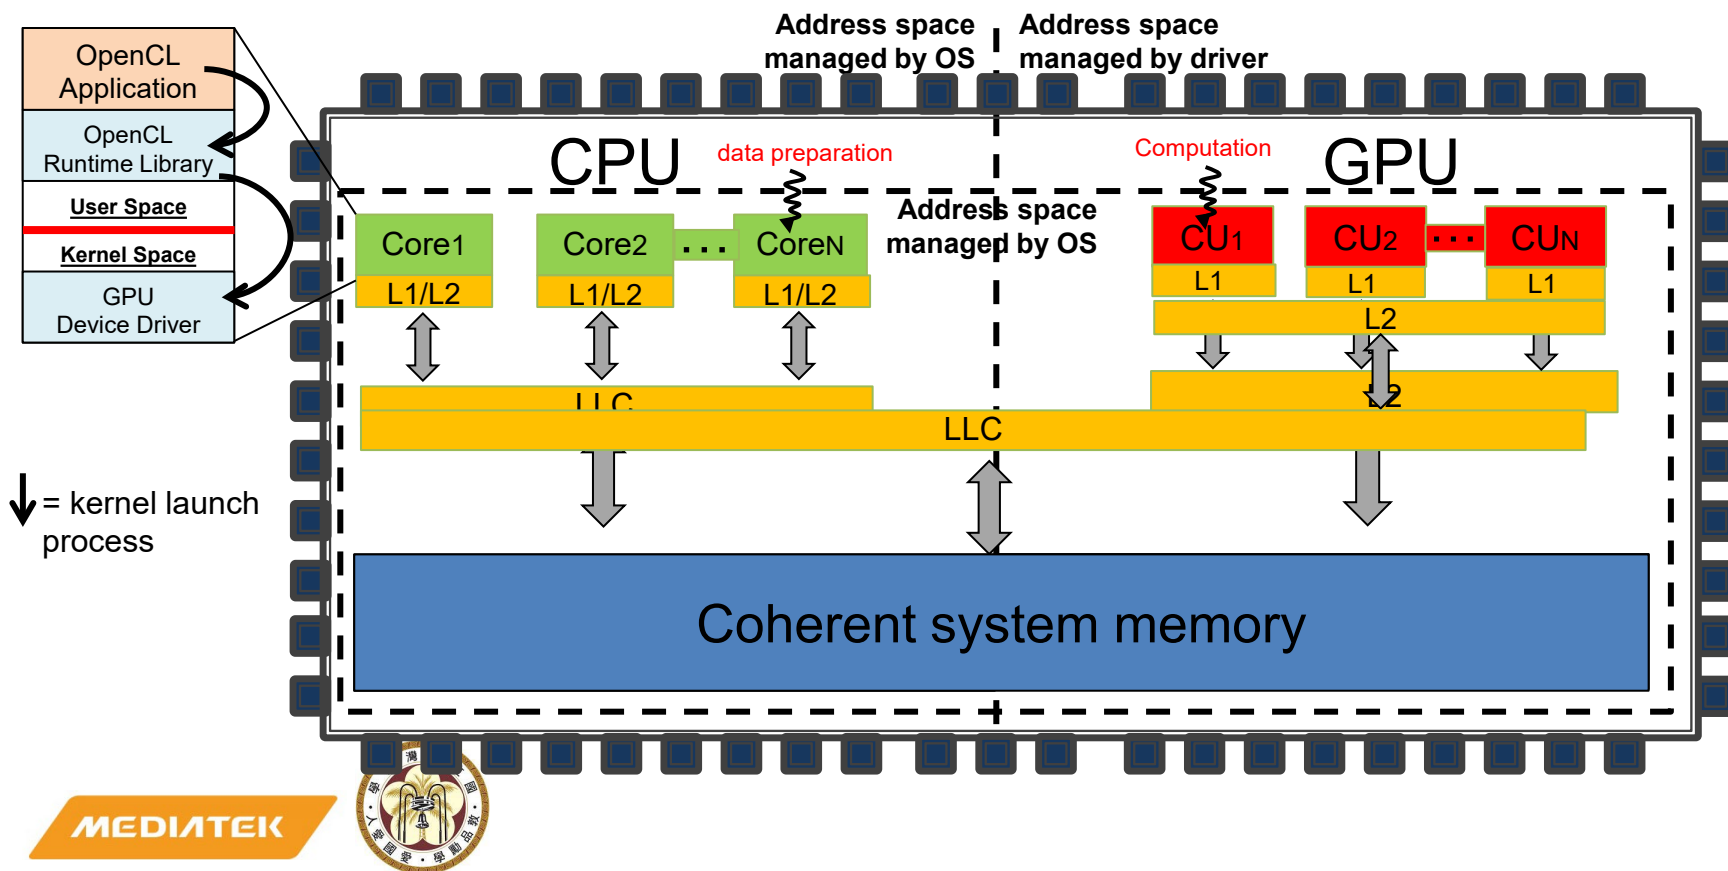 OpenCL
Application
OpenCL
Runtime Library
User Space
Kernel Space
GPU
Device Driver
= kernel launch
process
Address space
managed by OS
Address space
managed by driver
CPU
data preparation
Computation
GPU
Address space
managed by OS
Core1
Core2
...
CoreN
L1/L2
L1/L2
L1/L2
CU1
CU2
...
CUN
L1
L1
L1
L2
LLC
L2
LLC
Coherent system memory
MEDIATEK